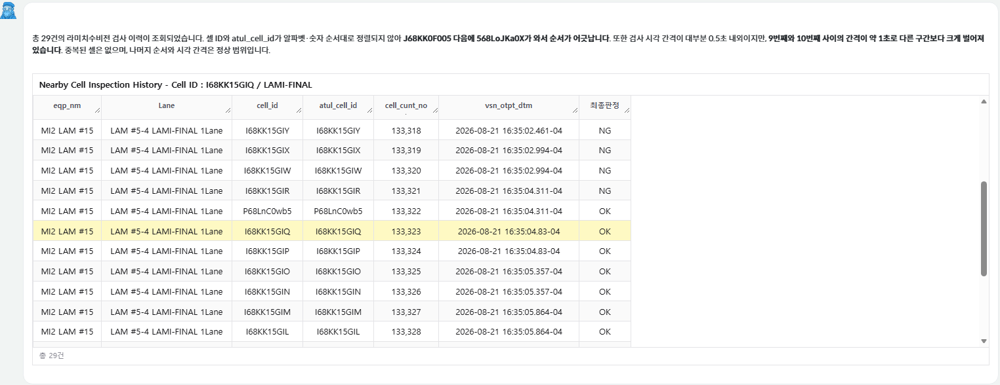 총 29건의 라미치수비전 검사 이력이 조회되었습니다. 셀 ID와 atul_cell_id가 알파벳·숫자 순서대로 정렬되지 않아 J68KK0F005 다음에 568LoJKa0X가 와서 순서가 어긋납니다. 또한 검사 시각 간격이 대부분 0.5초 내외이지만, 9번째와 10번째 사이의 간격이 약 1초로 다른 구간보다 크게 벌어져
있습니다. 중복된 셀은 없으며, 나머지 순서와 시각 간격은 정상 범위입니다.
Nearby Cell Inspection History - Cell ID : I68KK15GIQ / LAMI-FINAL
eqp_nm Lane cell_id atul_cell_id cell_cunt_no vsn_otpt_dtm 최종판정
MI2 LAM #15 LAM #5-4 LAMI-FINAL 1Lane I68KK15GIY I68KK15GIY 133,318 2026-08-21 16:35:02.461-04 NG
MI2 LAM #15 LAM #5-4 LAMI-FINAL 1Lane I68KK15GIX I68KK15GIX 133,319 2026-08-21 16:35:02.994-04 NG
MI2 LAM #15 LAM #5-4 LAMI-FINAL 1Lane I68KK15GIW I68KK15GIW 133,320 2026-08-21 16:35:02.994-04 NG
MI2 LAM #15 LAM #5-4 LAMI-FINAL 1Lane I68KK15GIR I68KK15GIR 133,321 2026-08-21 16:35:04.311-04 NG
MI2 LAM #15 LAM #5-4 LAMI-FINAL 1Lane P68LnC0wb5 P68LnC0wb5 133,322 2026-08-21 16:35:04.311-04 OK
MI2 LAM #15 LAM #5-4 LAMI-FINAL 1Lane I68KK15GIQ I68KK15GIQ 133,323 2026-08-21 16:35:04.83-04 OK
MI2 LAM #15 LAM #5-4 LAMI-FINAL 1Lane I68KK15GIP I68KK15GIP 133,324 2026-08-21 16:35:04.83-04 OK
MI2 LAM #15 LAM #5-4 LAMI-FINAL 1Lane I68KK15GIO I68KK15GIO 133,325 2026-08-21 16:35:05.357-04 OK
MI2 LAM #15 LAM #5-4 LAMI-FINAL 1Lane I68KK15GIN I68KK15GIN 133,326 2026-08-21 16:35:05.357-04 OK
MI2 LAM #15 LAM #5-4 LAMI-FINAL 1Lane I68KK15GIM I68KK15GIM 133,327 2026-08-21 16:35:05.864-04 OK
MI2 LAM #15 LAM #5-4 LAMI-FINAL 1Lane I68KK15GIL I68KK15GIL 133,328 2026-08-21 16:35:05.864-04 OK
총 29건